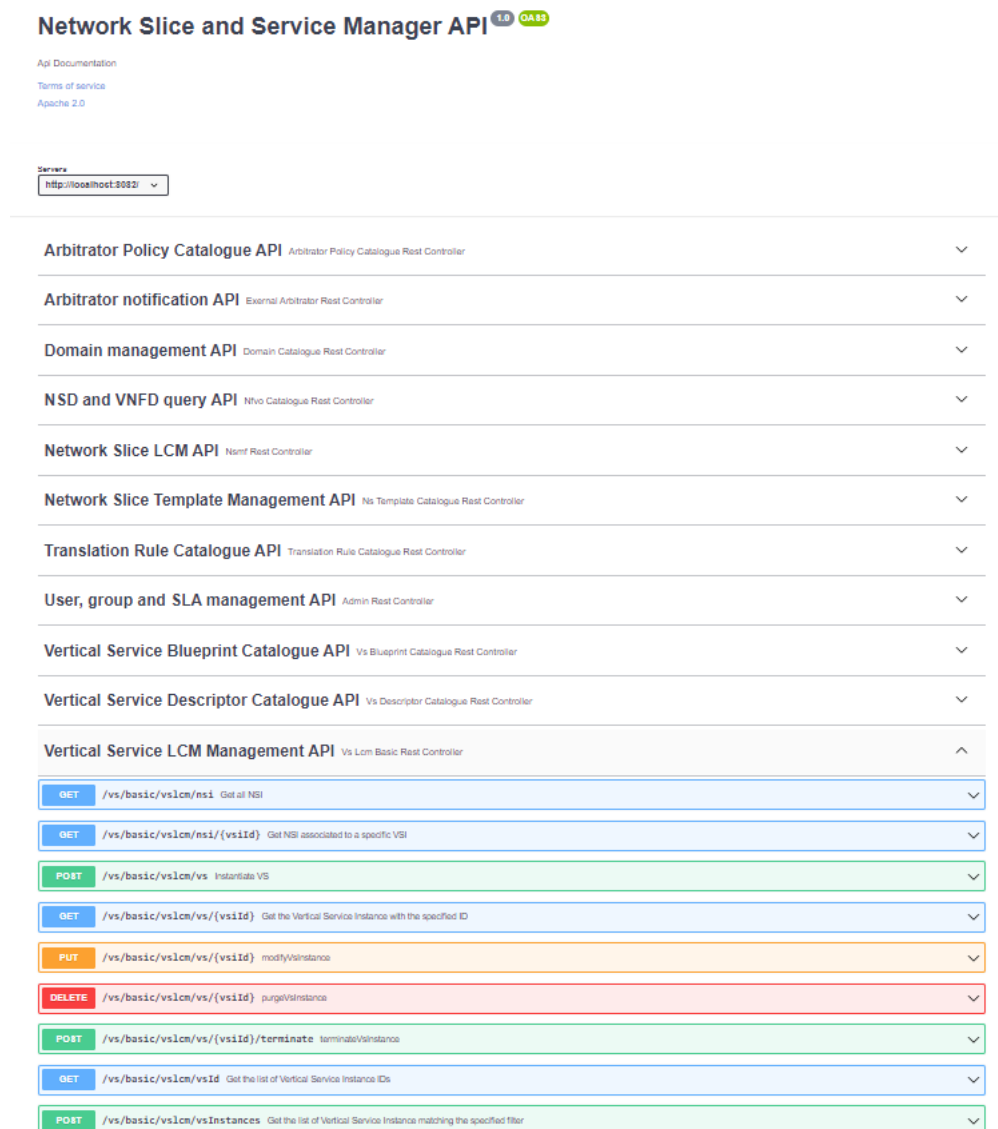 Network Slice and Service Manager API 1.0 OAS3
Api Documentation
Terms of service
Apache 2.0
Servers
http://localhost:8082/
Arbitrator Policy Catalogue API Arbitrator Policy Catalogue Rest Controller
Arbitrator notification API Exernal Arbitrator Rest Controller
Domain management API Domain Catalogue Rest Controller
NSD and VNFD query API Nfvo Catalogue Rest Controller
Network Slice LCM API Nsmf Rest Controller
Network Slice Template Management API Ns Template Catalogue Rest Controller
Translation Rule Catalogue API Translation Rule Catalogue Rest Controller
User, group and SLA management API Admin Rest Controller
Vertical Service Blueprint Catalogue API Vs Blueprint Catalogue Rest Controller
Vertical Service Descriptor Catalogue API Vs Descriptor Catalogue Rest Controller
Vertical Service LCM Management API Vs Lcm Basic Rest Controller
GET /vs/basic/vslcm/nsi Get all NSI
GET /vs/basic/vslcm/nsi/{vsiId} Get NSI associated to a specific VSI
POST /vs/basic/vslcm/vs Instantiate VS
GET /vs/basic/vslcm/vs/{vsiId} Get the Vertical Service Instance with the specified ID
PUT /vs/basic/vslcm/vs/{vsiId} modifyVsInstance
DELETE /vs/basic/vslcm/vs/{vsiId} purgeVsInstance
POST /vs/basic/vslcm/vs/{vsiId}/terminate terminateVsInstance
GET /vs/basic/vslcm/vsId Get the list of Vertical Service Instance IDs
POST /vs/basic/vslcm/vsInstances Get the list of Vertical Service Instance matching the specified filter